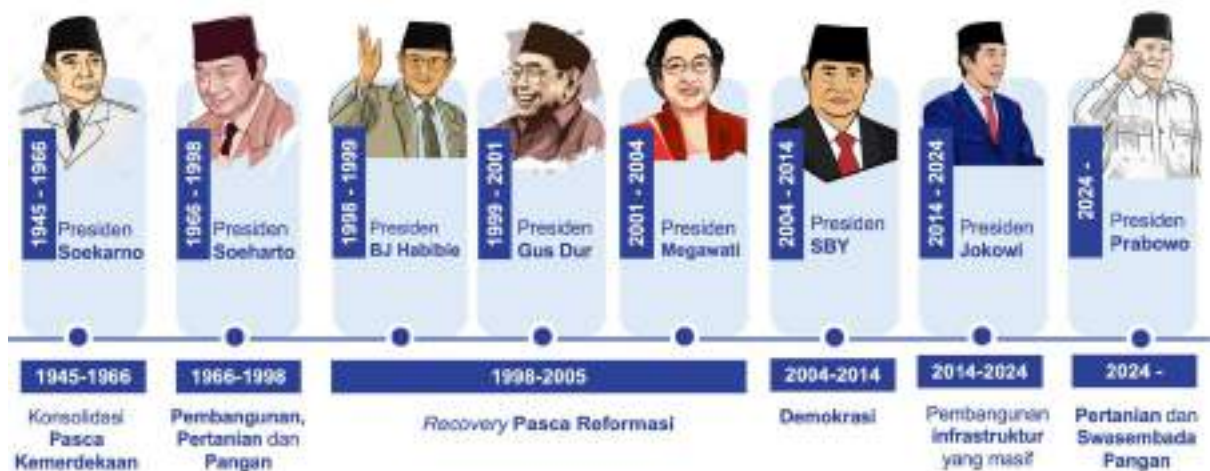 1945 - 1966
Presiden
Soekarno
1966 - 1998
Presiden
Soeharto
1998 - 1999
Presiden
BJ Habibie
1999 - 2001
Presiden
Gus Dur
2001 - 2004
Presiden
Megawati
2004 - 2014
Presiden
SBY
2014 - 2024
Presiden
Jokowi
2024 -
Presiden
Prabowo
1945-1966
Konsolidasi
Pasca
Kemerdekaan
1966-1998
Pembangunan,
Pertanian dan
Pangan
1998-2005
Recovery Pasca Reformasi
2004-2014
Demokrasi
2014-2024
Pembangunan
infrastruktur
yang masif
2024 -
Pertanian dan
Swasembada
Pangan